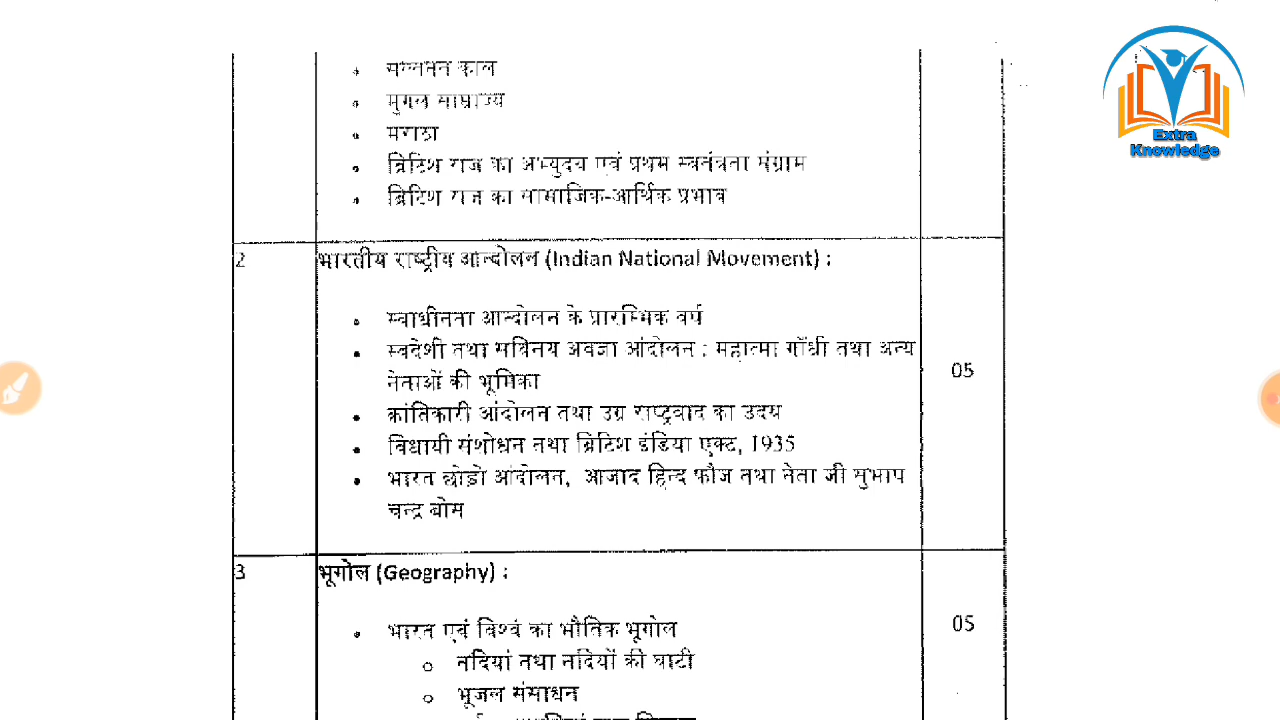 सल्तनत काल
मुगल साम्राज्य
मराठा
ब्रिटिश राज का अभ्युदय एवं प्रथम स्वतंत्रता संग्राम
ब्रिटिश राज का सामाजिक-आर्थिक प्रभाव
Extra
Knowledge
2 भारतीय राष्ट्रीय आन्दोलन (Indian National Movement) :
स्वाधीनता आन्दोलन के प्रारम्भिक वर्ष
स्वदेशी तथा सविनय अवज्ञा आंदोलन : महात्मा गाँधी तथा अन्य
नेताओं की भूमिका
05
क्रांतिकारी आंदोलन तथा उग्र राष्ट्रवाद का उदय
विधायी संशोधन तथा ब्रिटिश इंडिया एक्ट, 1935
भारत छोड़ो आंदोलन, आजाद हिन्द फौज तथा नेता जी सुभाष
चन्द्र बोस
3 भूगोल (Geography) :
भारत एवं विश्व का भौतिक भूगोल 05
नदियां तथा नदियों की घाटी
भूजल संसाधन